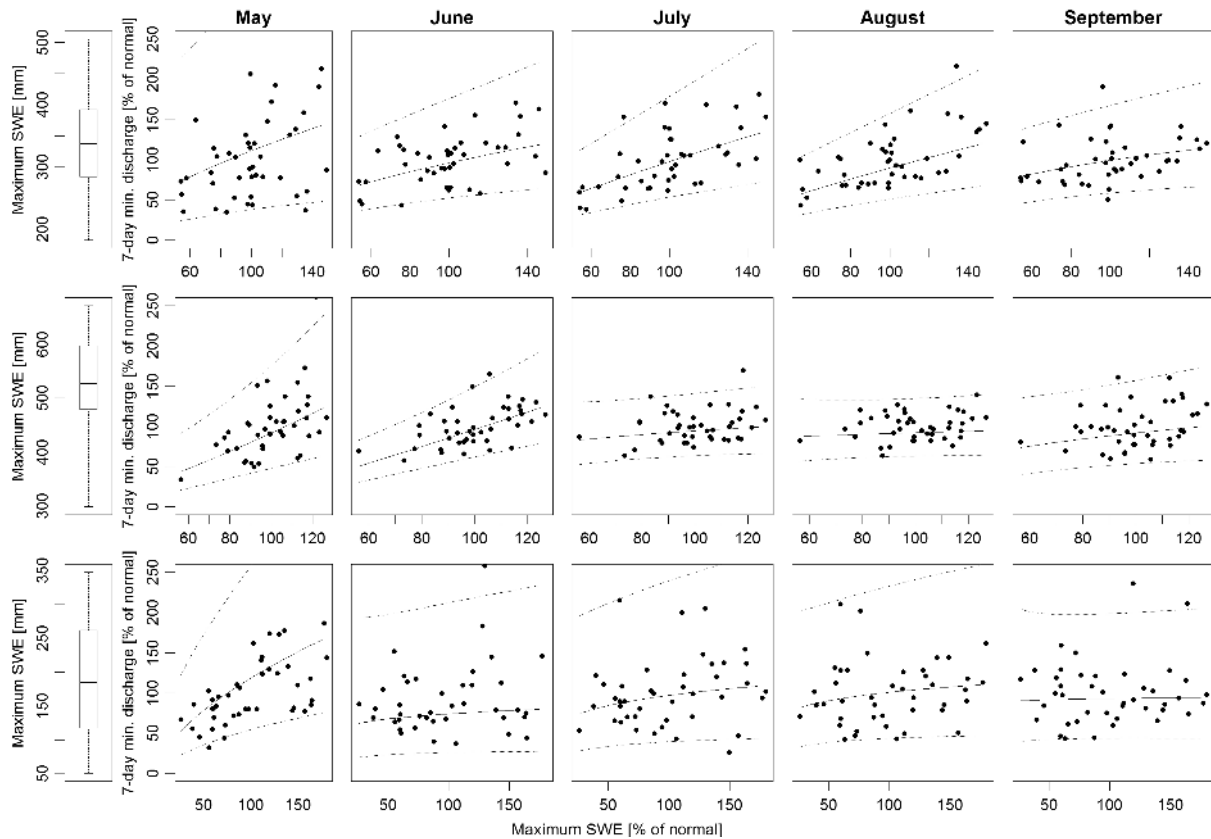 May June July August September
Maximum SWE [mm]
200 300 400 500
7-day min. discharge [% of normal]
0 50 100 150 200 250
60 80 100 120 140
60 80 100 120 140
60 80 100 120 140
60 80 100 120 140
60 80 100 120 140
Maximum SWE [mm]
300 400 500 600
7-day min. discharge [% of normal]
0 50 100 150 200 250
60 80 100 120
60 80 100 120
60 80 100 120
60 80 100 120
60 80 100 120
Maximum SWE [mm]
50 150 250 350
7-day min. discharge [% of normal]
0 50 100 150 200 250
50 100 150
50 100 150
50 100 150
50 100 150
50 100 150
Maximum SWE [% of normal]